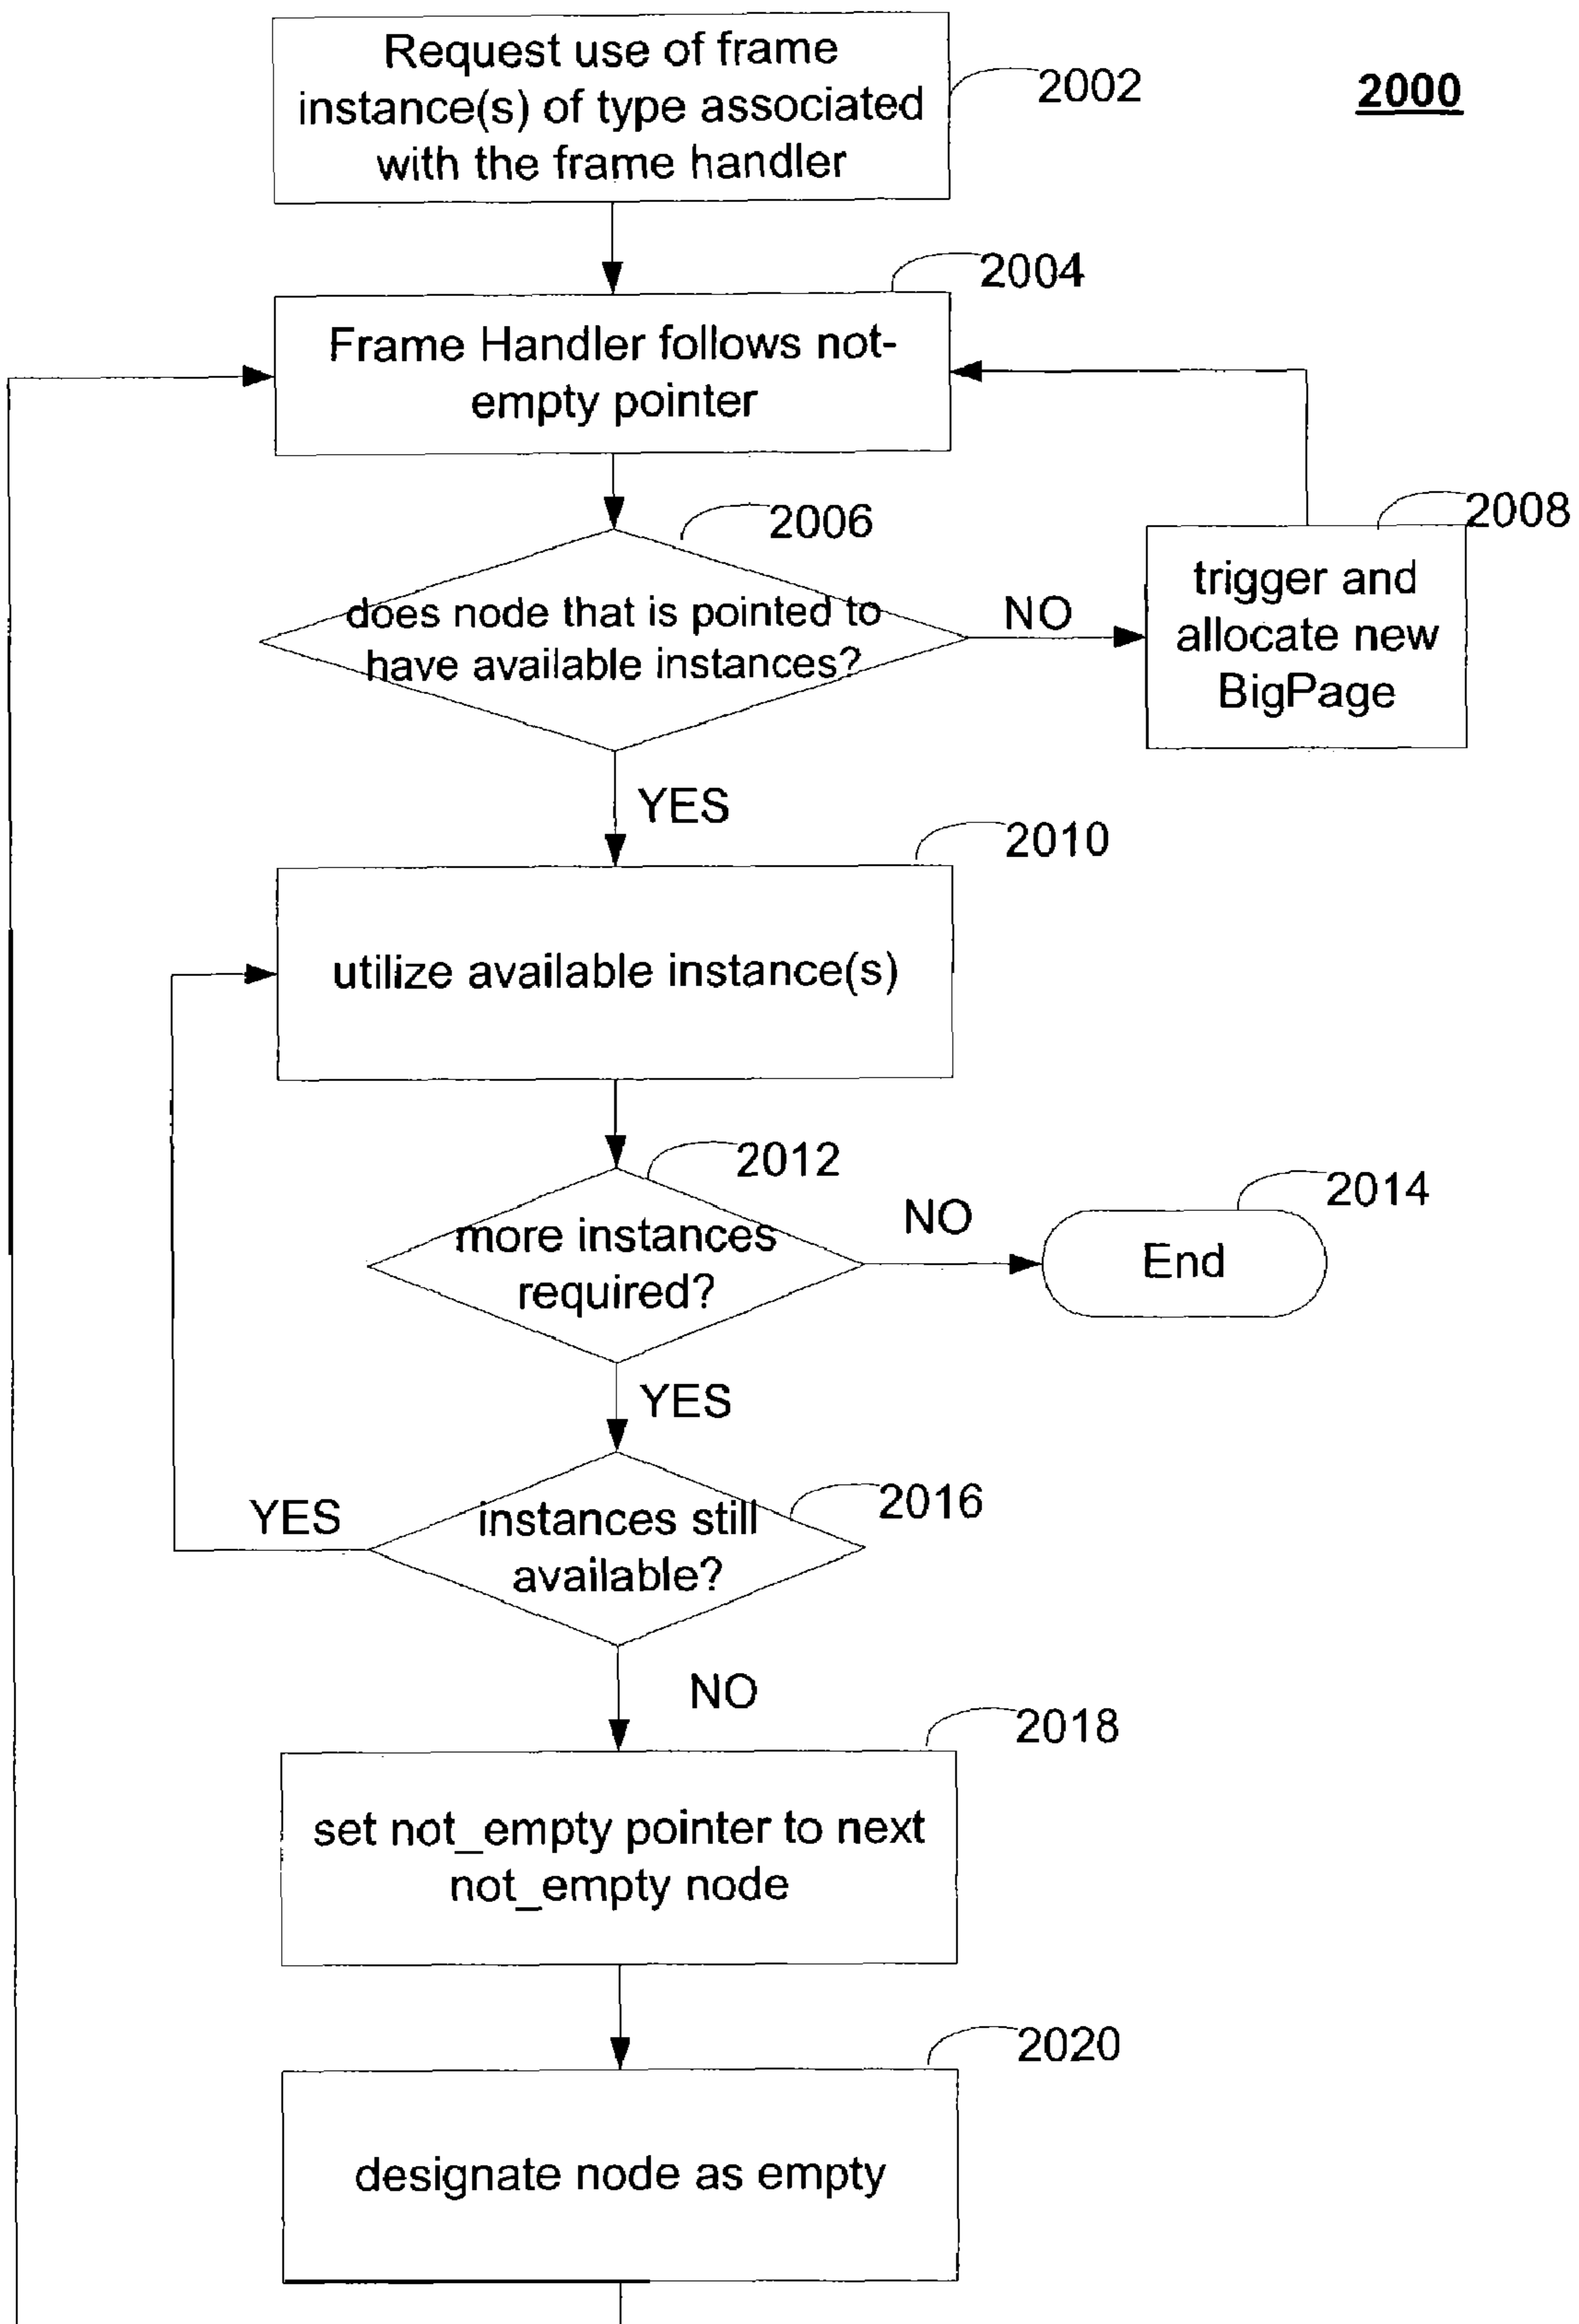 Request use of frame
instance(s) of type associated
with the frame handler
2002
2000
2004
Frame Handler follows not-
empty pointer
2006
2008
does node that is pointed to
have available instances?
NO
trigger and
allocate new
BigPage
YES
2010
utilize available instance(s)
2012
more instances
required?
NO
2014
End
YES
2016
instances still
available?
YES
NO
2018
set not_empty pointer to next
not_empty node
2020
designate node as empty